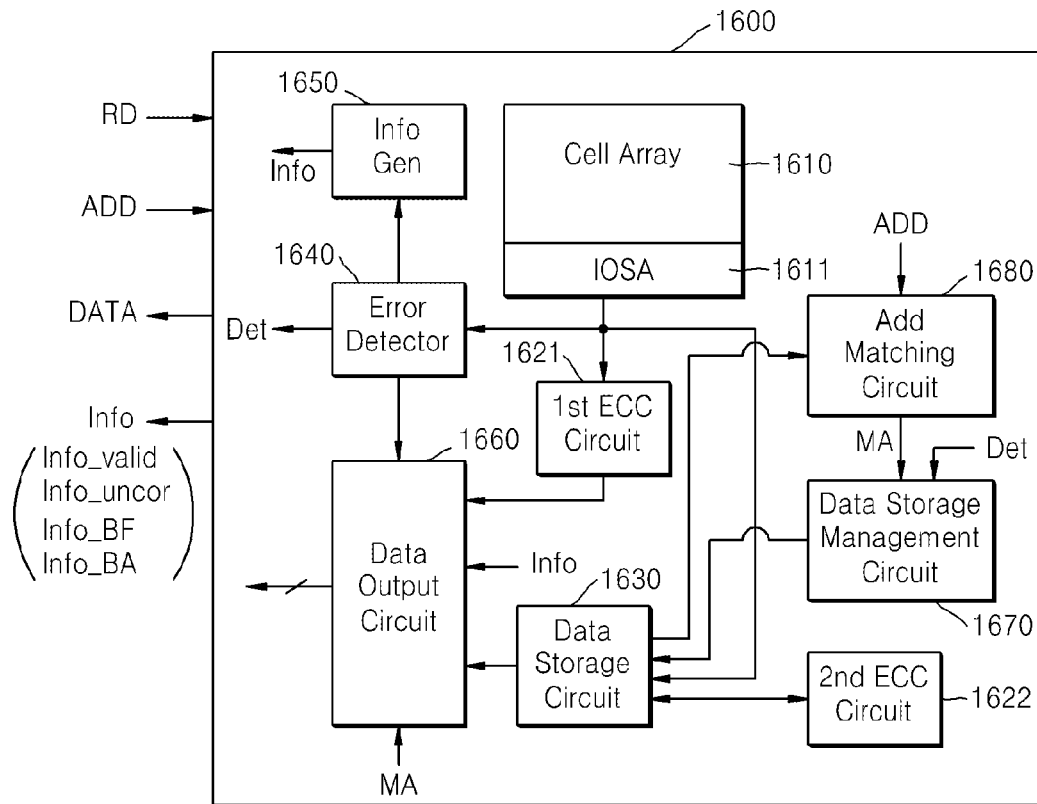 1600
RD
ADD
DATA
Info
Info_valid
Info_uncor
Info_BF
Info_BA
1650
Info
Gen
Info
Cell Array
1610
IOSA
1611
1640
Error
Detector
Det
1621
1st ECC
Circuit
ADD
1680
Add
Matching
Circuit
MA
Det
Data Storage
Management
Circuit
1670
1660
Data
Output
Circuit
Info
1630
Data
Storage
Circuit
2nd ECC
Circuit
1622
MA